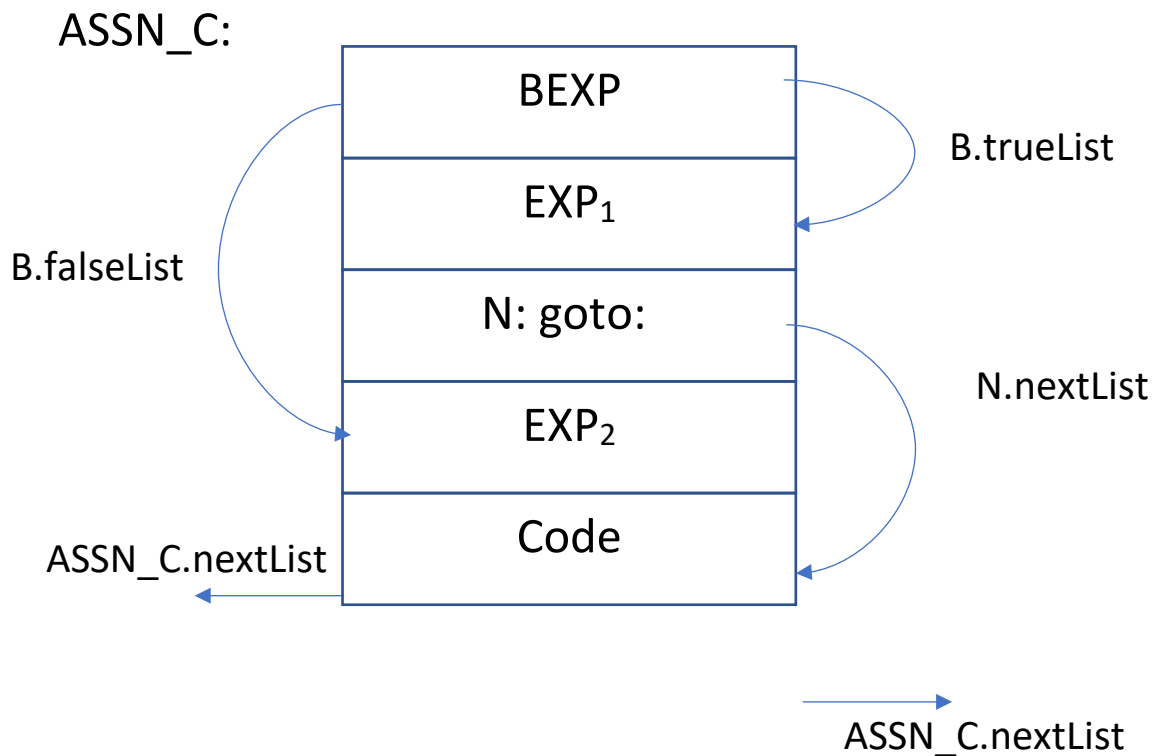 ASSN_C:
BEXP
B.trueList
EXP₁
B.falseList
N: goto:
N.nextList
EXP₂
Code
ASSN_C.nextList
ASSN_C.nextList